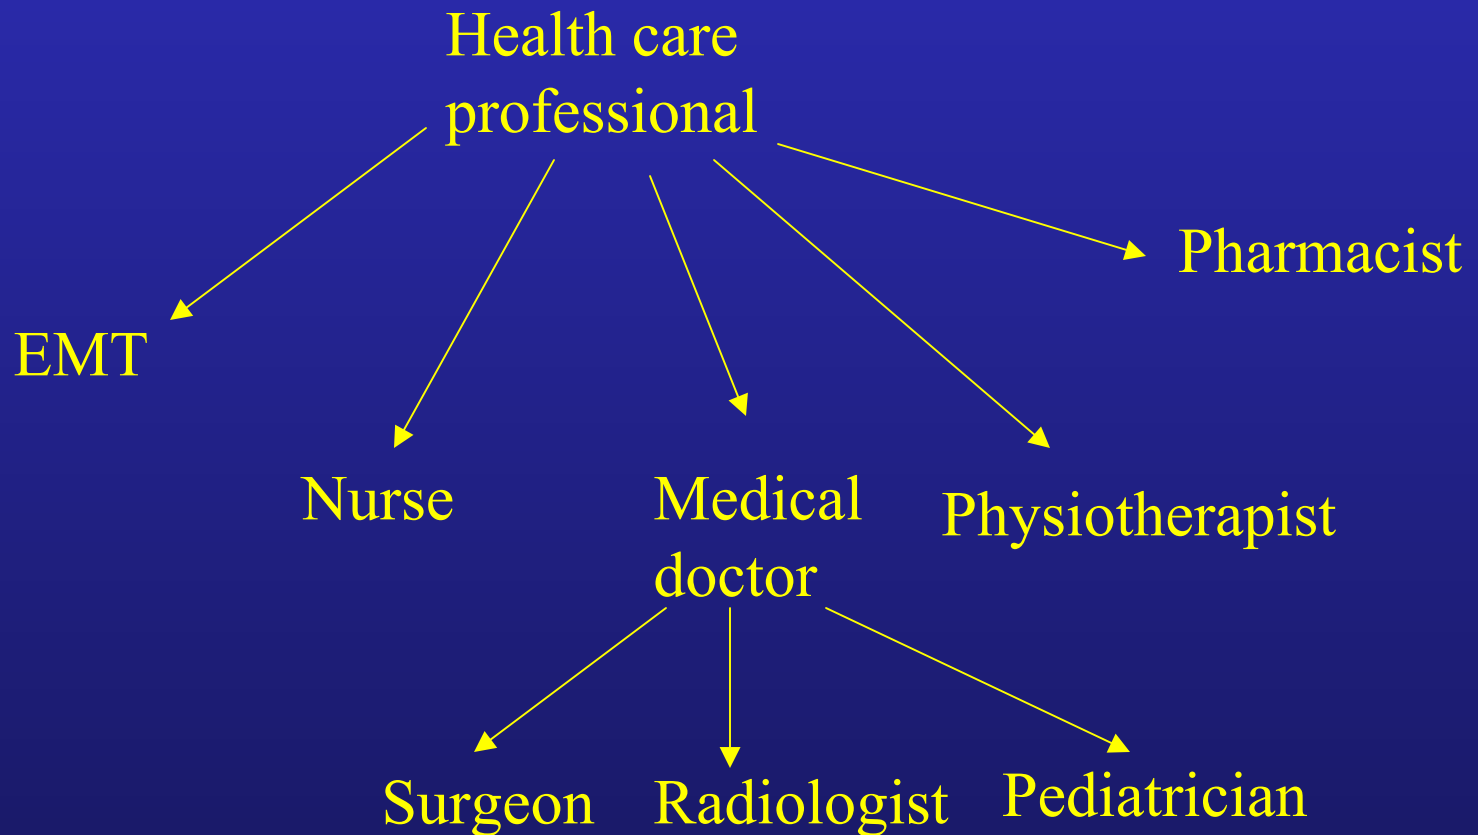 Health care
professional
Pharmacist
EMT
Nurse
Medical
doctor
Physiotherapist
Surgeon
Radiologist
Pediatrician